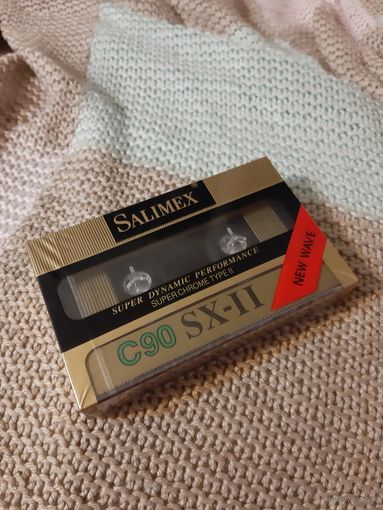 SALIMEX
SUPER DYNAMIC PERFORMANCE
SUPER CHROME TYPE II
NEW WAVE
C90 SX-II